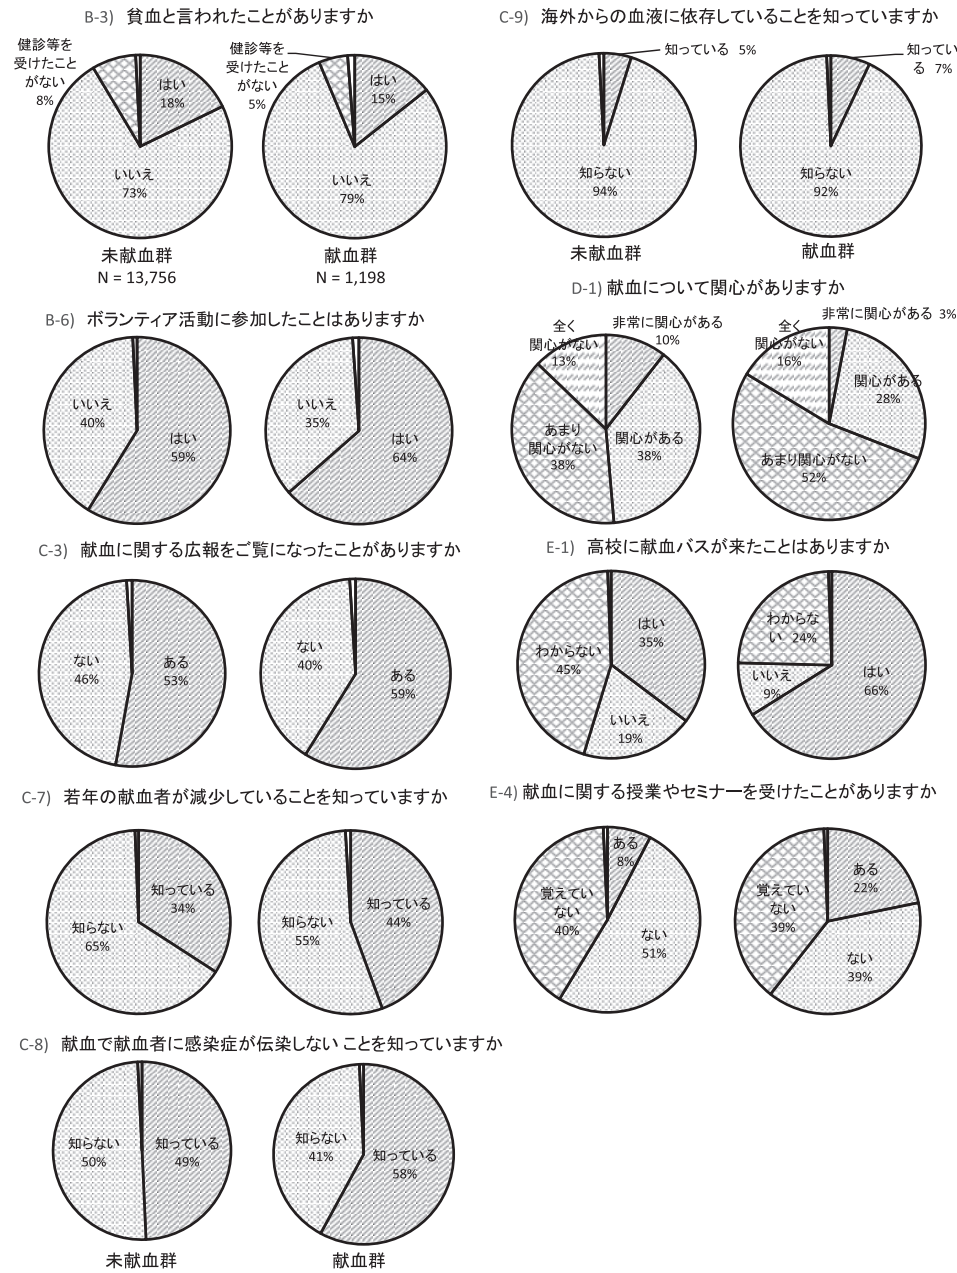 B-3) 貧血と言われたことがありますか
健診等を
受けたこと
がない
8%
はい
18%
いいえ
73%
未献血群
N = 13,756
健診等を
受けたこと
がない
5%
はい
15%
いいえ
79%
献血群
N = 1,198
B-6) ボランティア活動に参加したことはありますか
いいえ
40%
はい
59%
いいえ
35%
はい
64%
C-3) 献血に関する広報をご覧になったことがありますか
ない
46%
ある
53%
ない
40%
ある
59%
C-7) 若年の献血者が減少していることを知っていますか
知っている
34%
知らない
65%
知っている
44%
知らない
55%
C-8) 献血で献血者に感染症が伝染しない ことを知っていますか
知らない
50%
知っている
49%
未献血群
知らない
41%
知っている
58%
献血群
C-9) 海外からの血液に依存していることを知っていますか
知っている 5%
知らない
94%
未献血群
知ってい
る 7%
知らない
92%
献血群
D-1) 献血について関心がありますか
全く
関心がない
13%
非常に関心がある
10%
あまり
関心がない
38%
関心がある
38%
全く
関心がない
16%
非常に関心がある 3%
関心がある
28%
あまり関心がない
52%
E-1) 高校に献血バスが来たことはありますか
はい
35%
わからない
45%
いいえ
19%
わからな
い 24%
いいえ
9%
はい
66%
E-4) 献血に関する授業やセミナーを受けたことがありますか
ある
8%
覚えてい
ない
40%
ない
51%
ある
22%
覚えてい
ない
39%
ない
39%